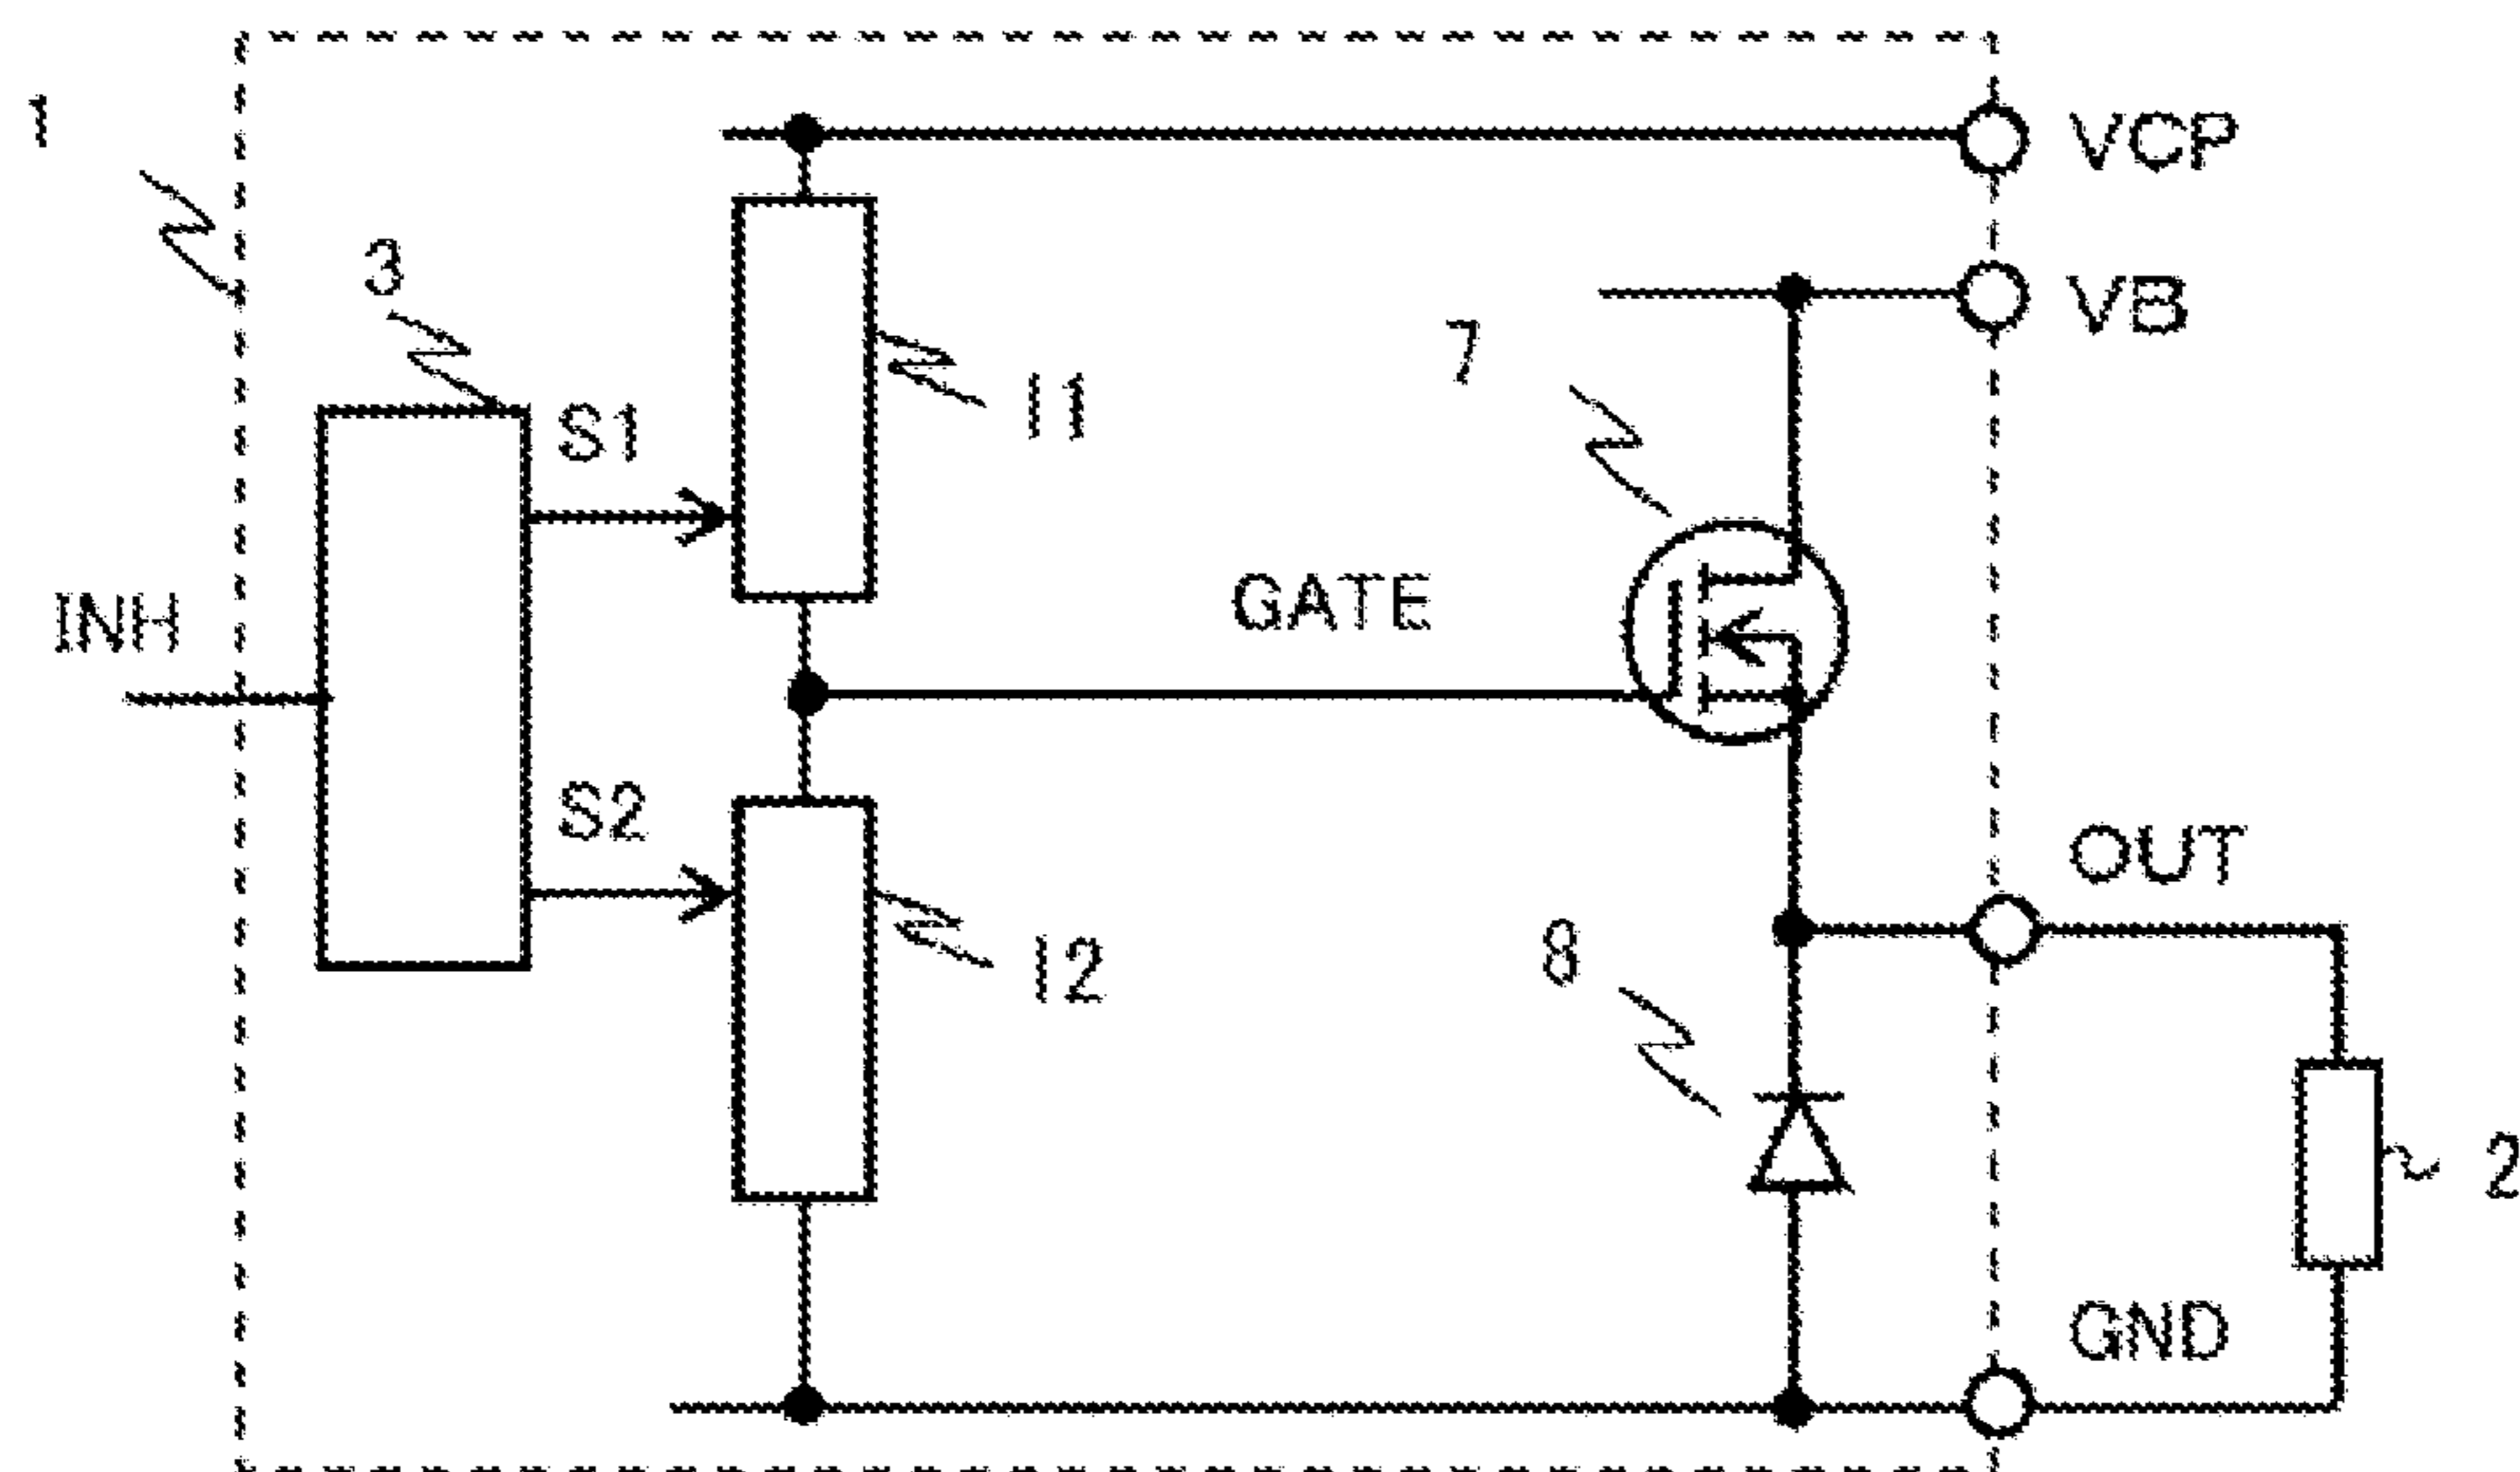 1
VCP
3
VB
7
S1
I1
INH
GATE
S2
OUT
8
I2
2
GND